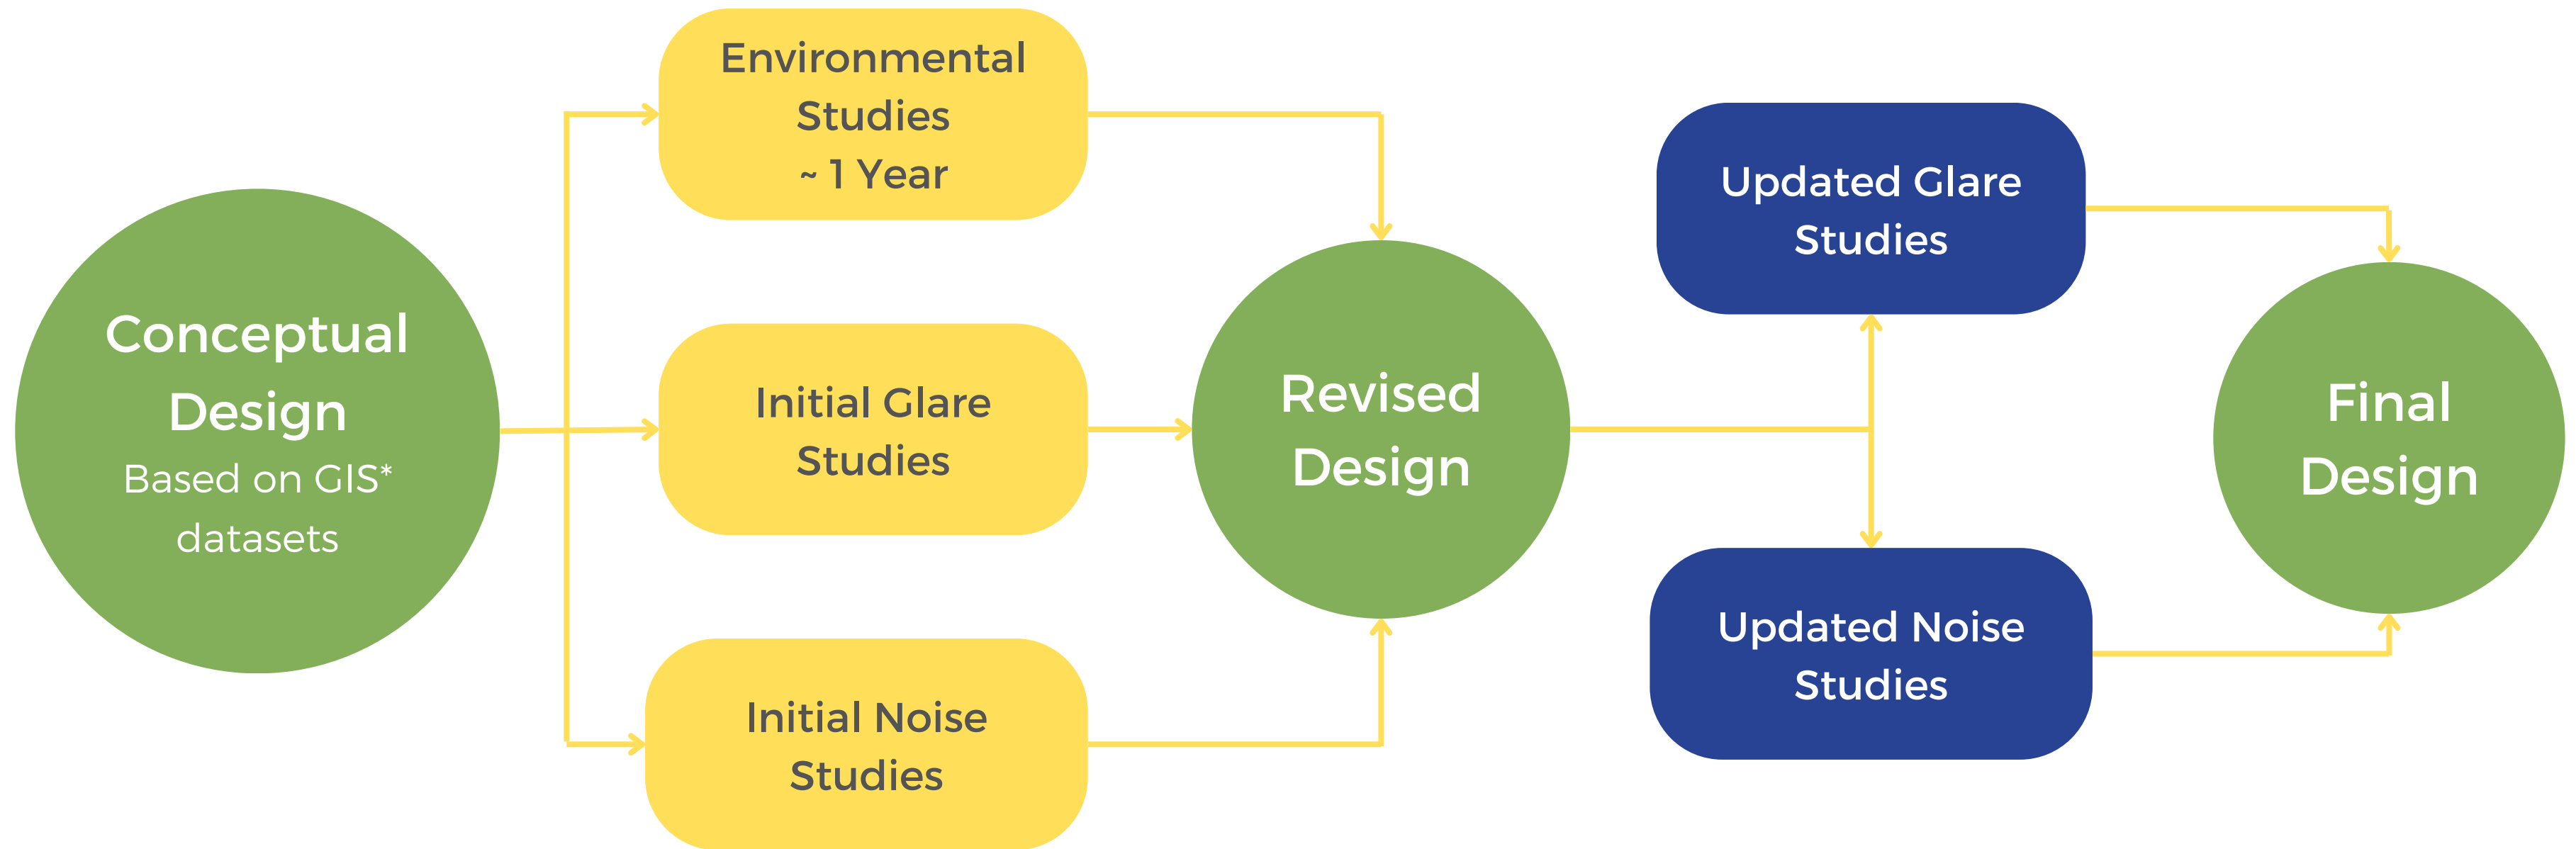 Conceptual
Design
Based on GIS*
datasets
Environmental
Studies
~ 1 Year
Initial Glare
Studies
Initial Noise
Studies
Revised
Design
Updated Glare
Studies
Updated Noise
Studies
Final
Design